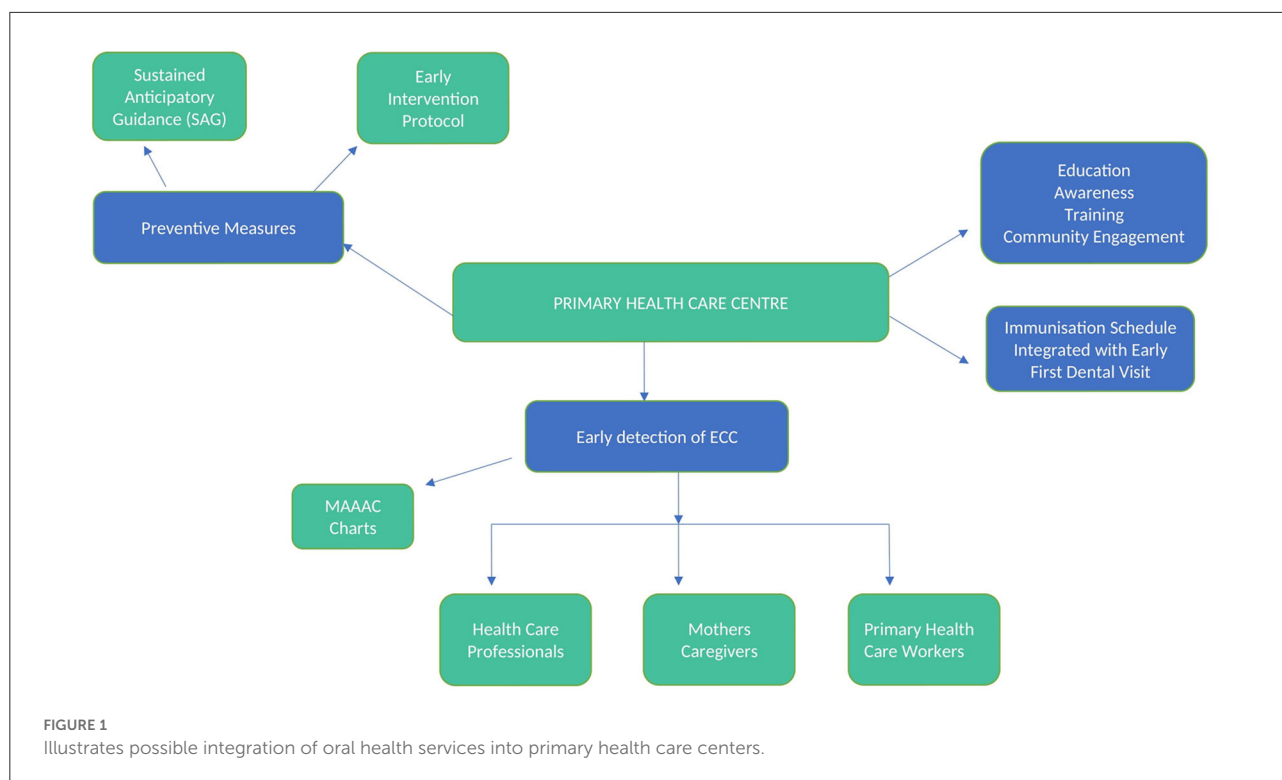 Sustained
Anticipatory
Guidance (SAG)
Early
Intervention
Protocol
Preventive Measures
Education
Awareness
Training
Community Engagement
PRIMARY HEALTH CARE CENTRE
Immunisation Schedule
Integrated with Early
First Dental Visit
Early detection of ECC
MAAAC
Charts
Health Care
Professionals
Mothers
Caregivers
Primary Health
Care Workers
FIGURE 1
Illustrates possible integration of oral health services into primary health care centers.